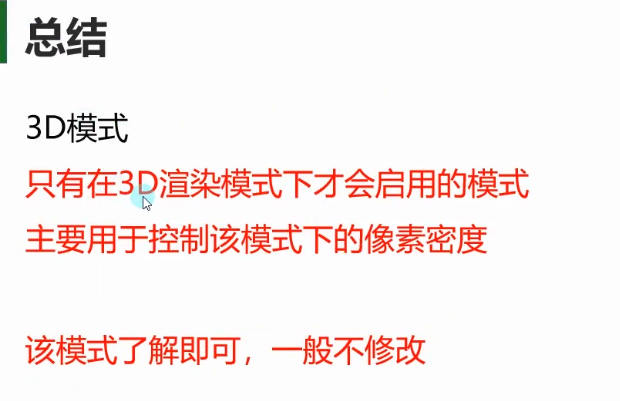 总结
3D模式
只有在3D渲染模式下才会启用的模式
主要用于控制该模式下的像素密度
该模式了解即可，一般不修改